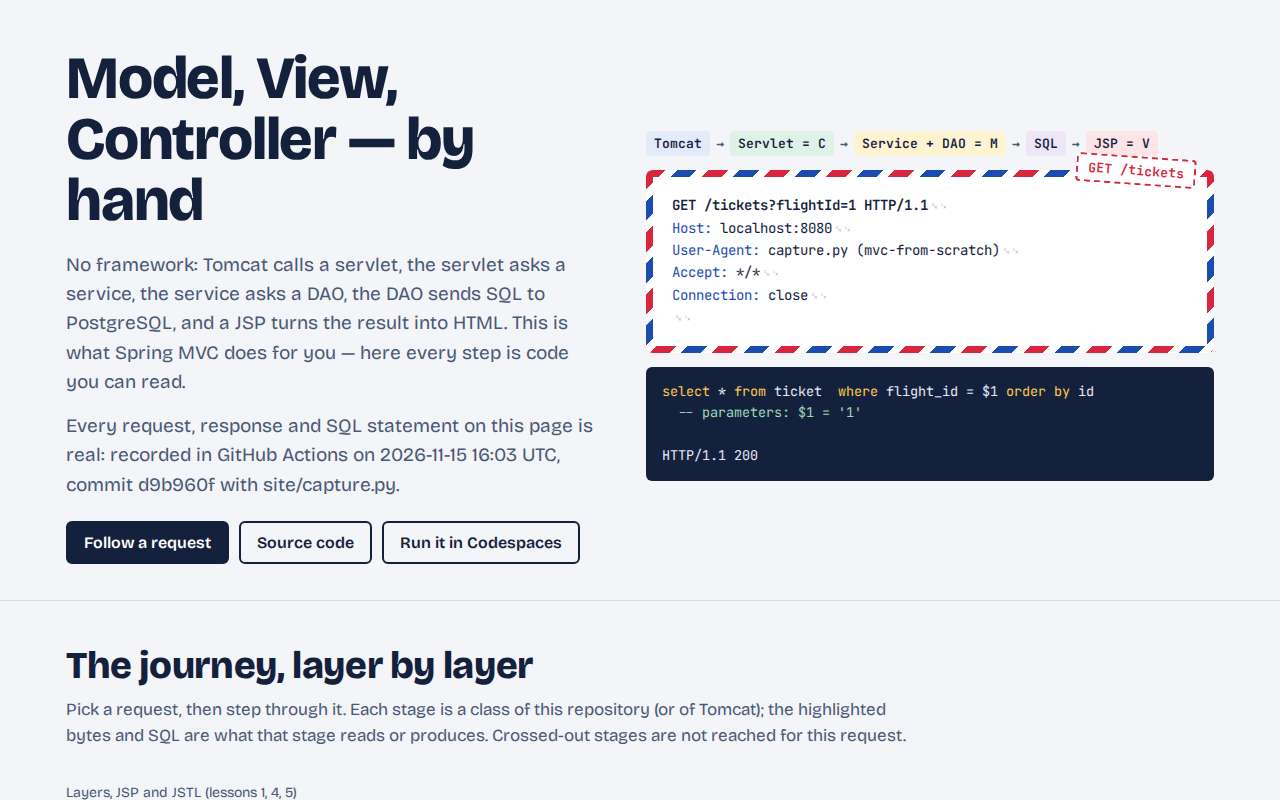 Model, View,
Controller — by
hand
No framework: Tomcat calls a servlet, the servlet asks a
service, the service asks a DAO, the DAO sends SQL to
PostgreSQL, and a JSP turns the result into HTML. This is
what Spring MVC does for you — here every step is code
you can read.
Every request, response and SQL statement on this page is
real: recorded in GitHub Actions on 2026-11-15 16:03 UTC,
commit d9b960f with site/capture.py.
Follow a request
Source code
Run it in Codespaces
Tomcat → Servlet = C → Service + DAO = M → SQL → JSP = V
GET /tickets
GET /tickets?flightId=1 HTTP/1.1
Host: localhost:8080
User-Agent: capture.py (mvc-from-scratch)
Accept: */*
Connection: close
select * from ticket  where flight_id = $1 order by id
-- parameters: $1 = '1'
HTTP/1.1 200
The journey, layer by layer
Pick a request, then step through it. Each stage is a class of this repository (or of Tomcat); the highlighted
bytes and SQL are what that stage reads or produces. Crossed-out stages are not reached for this request.
Layers, JSP and JSTL (lessons 1, 4, 5)